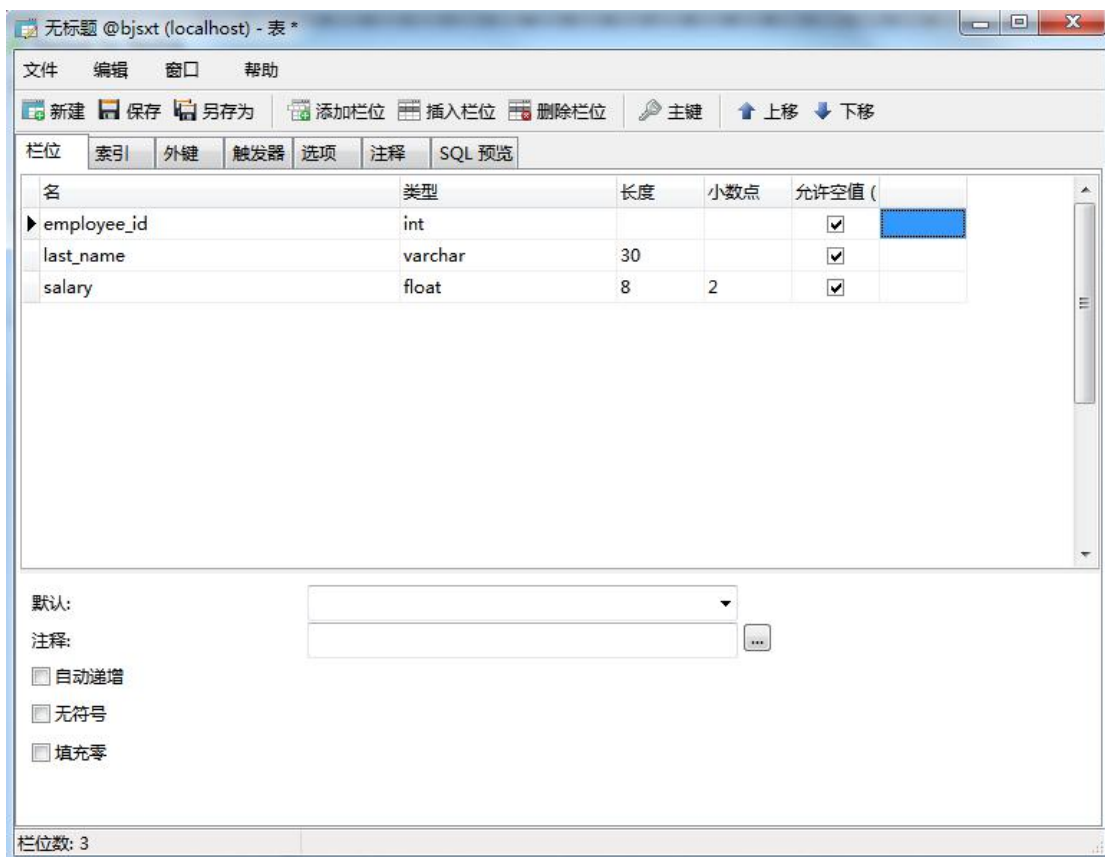 无标题 @bjsxt (localhost) - 表 *
文件 编辑 窗口 帮助
新建 保存 另存为 添加栏位 插入栏位 删除栏位 主键 上移 下移
栏位 索引 外键 触发器 选项 注释 SQL 预览
名 类型 长度 小数点 允许空值 (
employee_id int
last_name varchar 30
salary float 8 2
默认:
注释: ...
自动递增
无符号
填充零
栏位数: 3